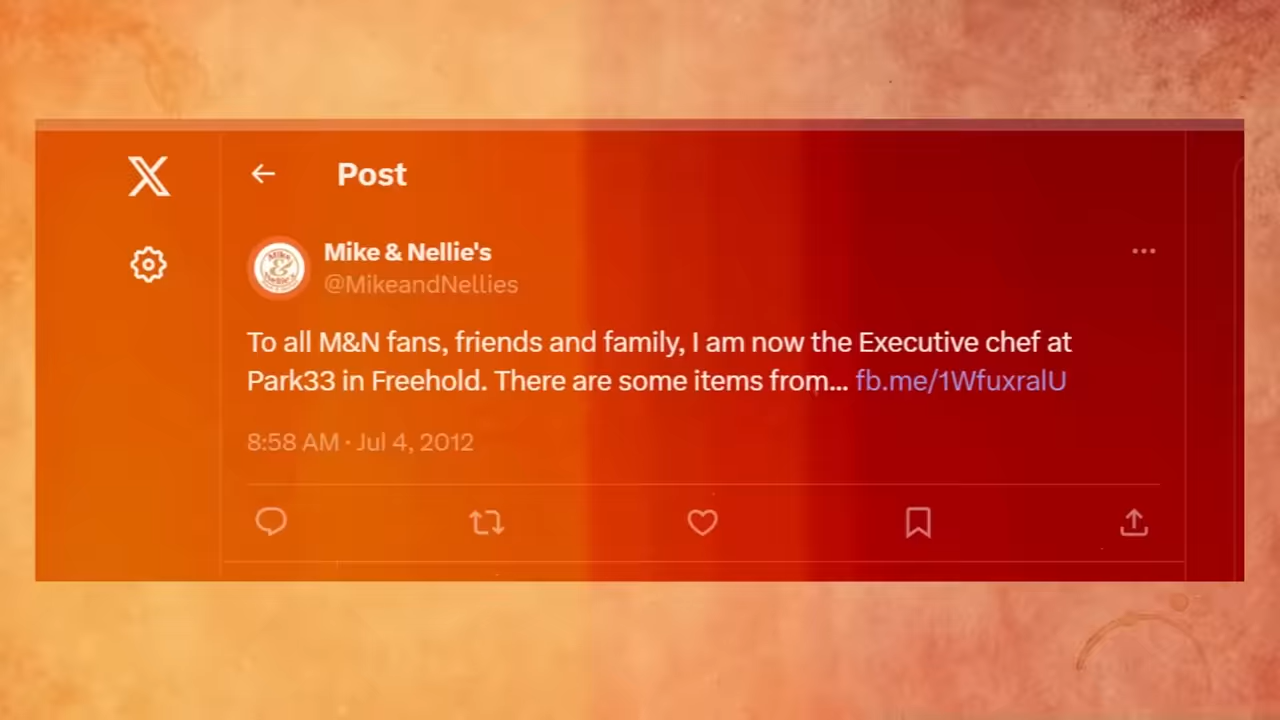 Post
Mike & Nellie's
@MikeandNellies
To all M&N fans, friends and family, I am now the Executive chef at
Park33 in Freehold. There are some items from... fb.me/1WfuxralU
8:58 AM · Jul 4, 2012